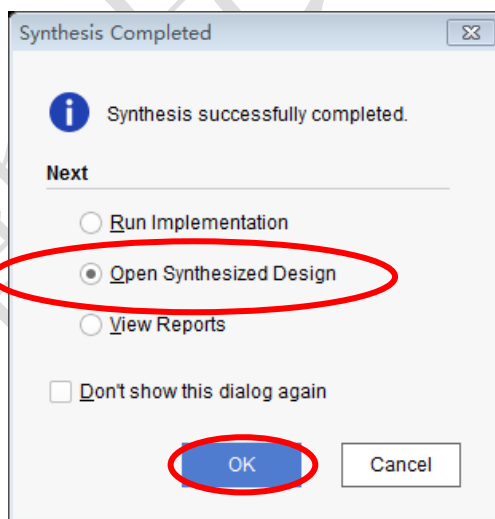 Synthesis Completed
Synthesis successfully completed.
Next
Run Implementation
Open Synthesized Design
View Reports
Don't show this dialog again
OK
Cancel